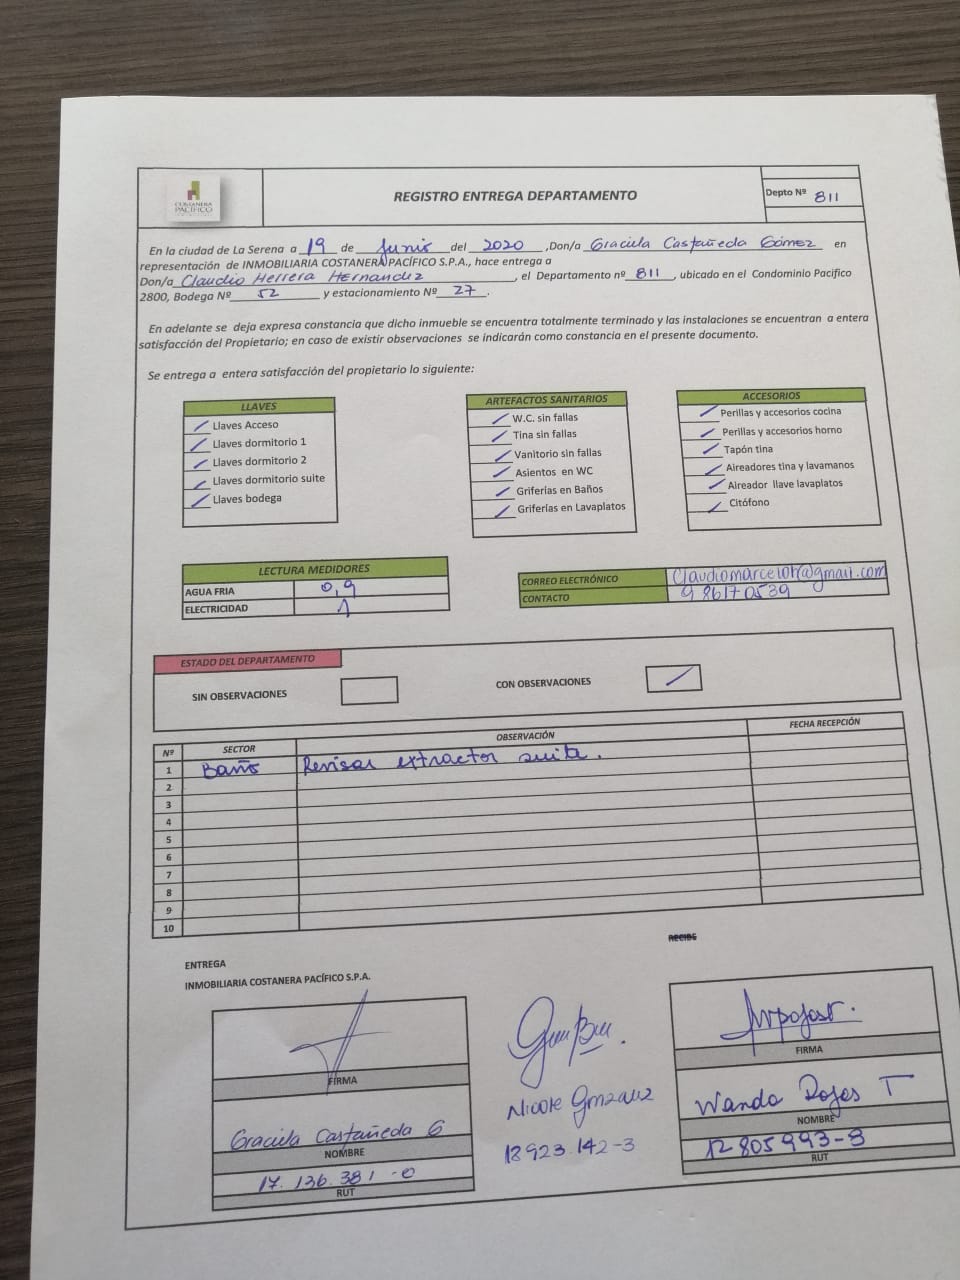 COSTANERA
PACÍFICO
REGISTRO ENTREGA DEPARTAMENTO
Depto Nº 811
En la ciudad de La Serena a 19 de Junio del 2020 ,Don/a Graciela Castañeda Gómez en
representación de INMOBILIARIA COSTANERA PACÍFICO S.P.A., hace entrega a
Don/a Claudio Herrera Hernandez , el Departamento nº 811 , ubicado en el Condominio Pacifico
2800, Bodega Nº 52 y estacionamiento Nº 27 .
En adelante se deja expresa constancia que dicho inmueble se encuentra totalmente terminado y las instalaciones se encuentran a entera
satisfacción del Propietario; en caso de existir observaciones se indicarán como constancia en el presente documento.
Se entrega a entera satisfacción del propietario lo siguiente:
LLAVES
Llaves Acceso
Llaves dormitorio 1
Llaves dormitorio 2
Llaves dormitorio suite
Llaves bodega
ARTEFACTOS SANITARIOS
W.C. sin fallas
Tina sin fallas
Vanitorio sin fallas
Asientos en WC
Griferías en Baños
Griferías en Lavaplatos
ACCESORIOS
Perillas y accesorios cocina
Perillas y accesorios horno
Tapón tina
Aireadores tina y lavamanos
Aireador llave lavaplatos
Citófono
LECTURA MEDIDORES
AGUA FRIA 0,9
ELECTRICIDAD 1
CORREO ELECTRÓNICO claudiomarceloh@gmail.com
CONTACTO 9 86170539
ESTADO DEL DEPARTAMENTO
SIN OBSERVACIONES
CON OBSERVACIONES
Nº SECTOR OBSERVACIÓN FECHA RECEPCIÓN
1 Baño Revisar extractor suite.
2
3
4
5
6
7
8
9
10
RECIBE
ENTREGA
INMOBILIARIA COSTANERA PACÍFICO S.P.A.
FIRMA
Graciela Castañeda G
NOMBRE
17.136.381-0
RUT
Nicole Gonzalez
18923.142-3
FIRMA
Wanda Rojas T
NOMBRE
12805993-8
RUT